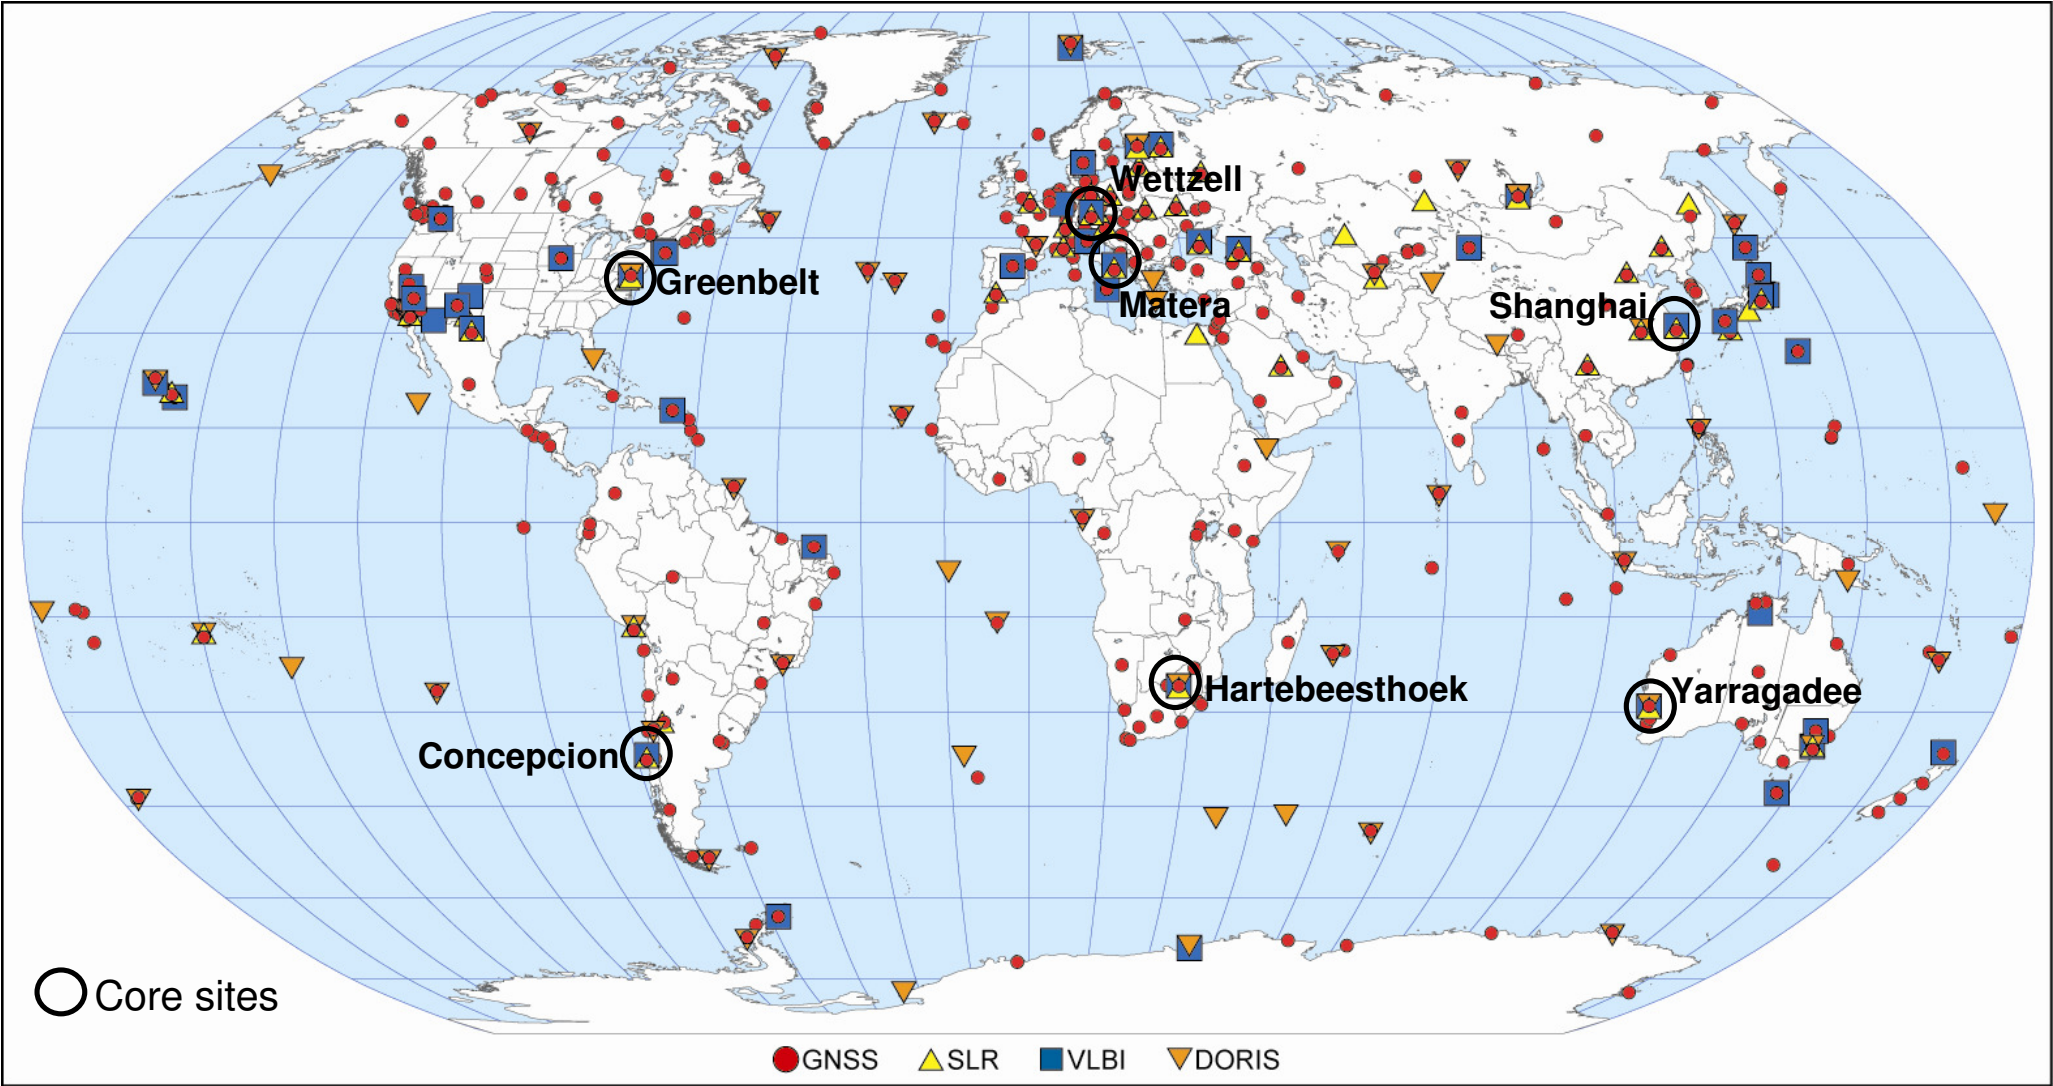 Wettzell
Greenbelt
Matera
Shanghai
Hartebeesthoek
Yarragadee
Concepcion
Core sites
GNSS SLR VLBI DORIS